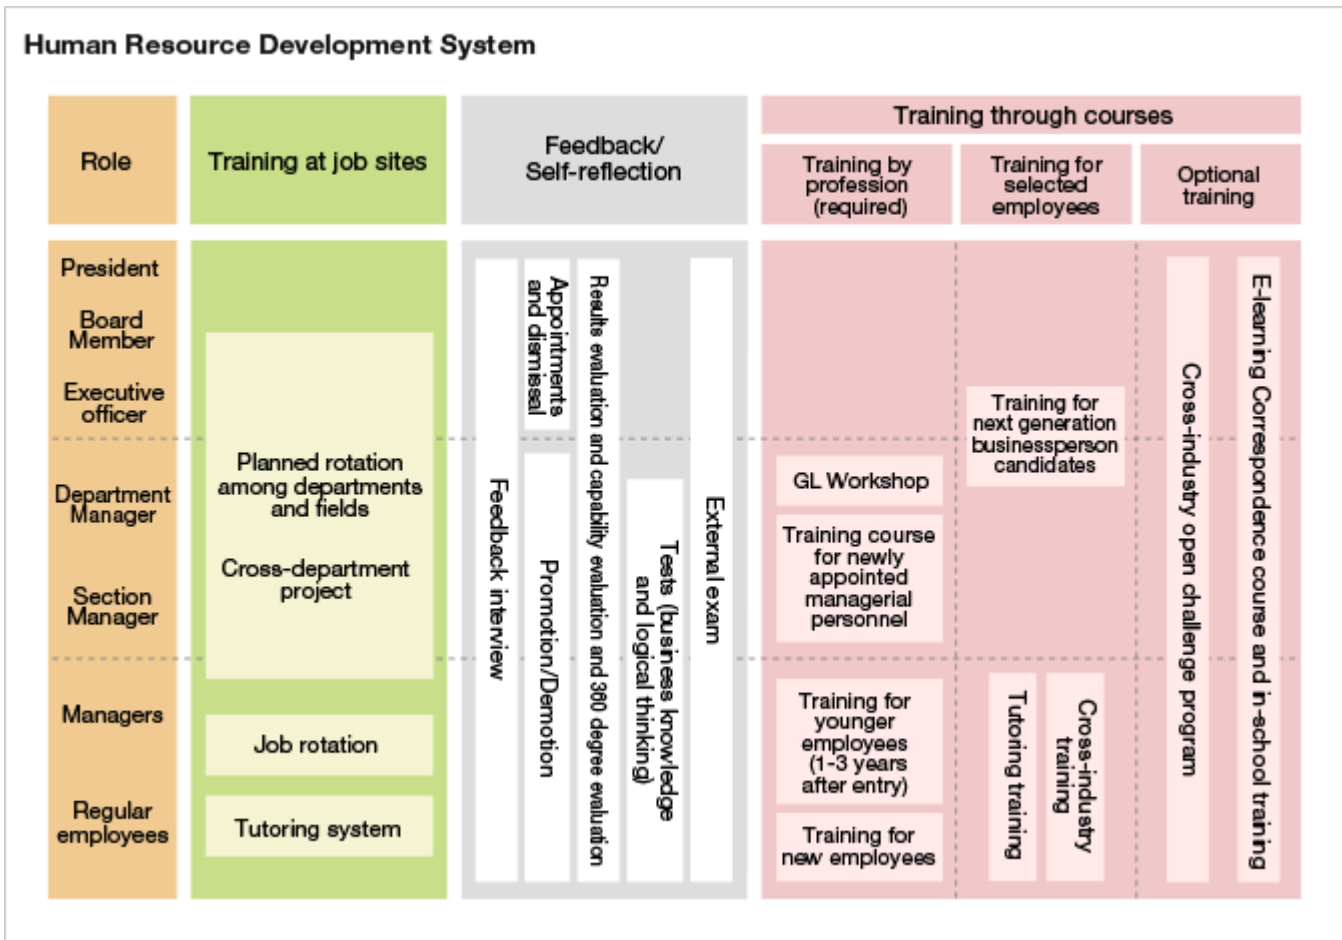 Human Resource Development System
Role
Training at job sites
Feedback/
Self-reflection
Training through courses
Training by
profession
(required)
Training for
selected
employees
Optional
training
President
Board
Member
Executive
officer
Department
Manager
Section
Manager
Managers
Regular
employees
Planned rotation
among departments
and fields
Cross-department
project
Job rotation
Tutoring system
Feedback interview
Appointments
and dismissal
Promotion/Demotion
Results evaluation and capability evaluation and 360 degree evaluation
Tests (business knowledge
and logical thinking)
External exam
GL Workshop
Training course
for newly
appointed
managerial
personnel
Training for
younger
employees
(1-3 years
after entry)
Training for
new employees
Training for
next generation
businessperson
candidates
Tutoring training
Cross-industry
training
Cross-industry open challenge program
E-learning Correspondence course and in-school training